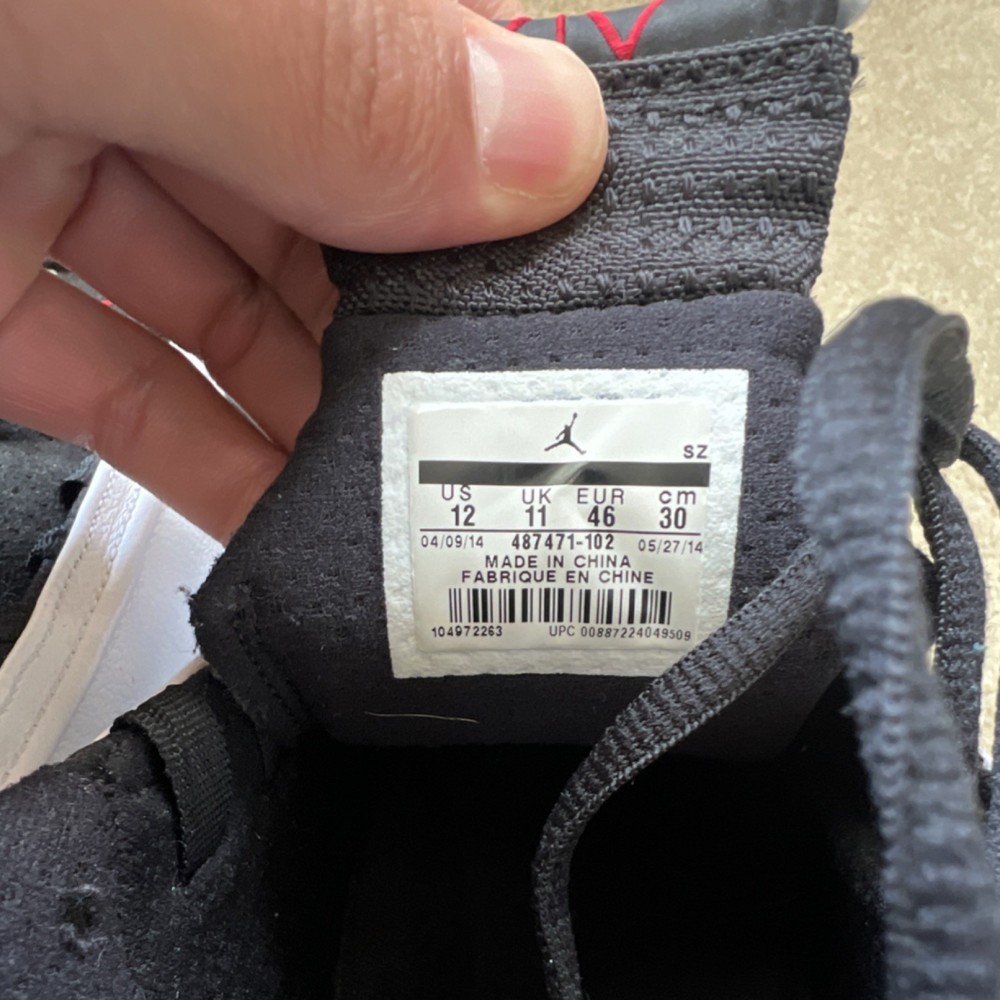 XIV
SZ
US UK EUR cm
12 11 46 30
04/09/14 487471-102 05/27/14
MADE IN CHINA
FABRIQUE EN CHINE
104972263 UPC 00887224049509